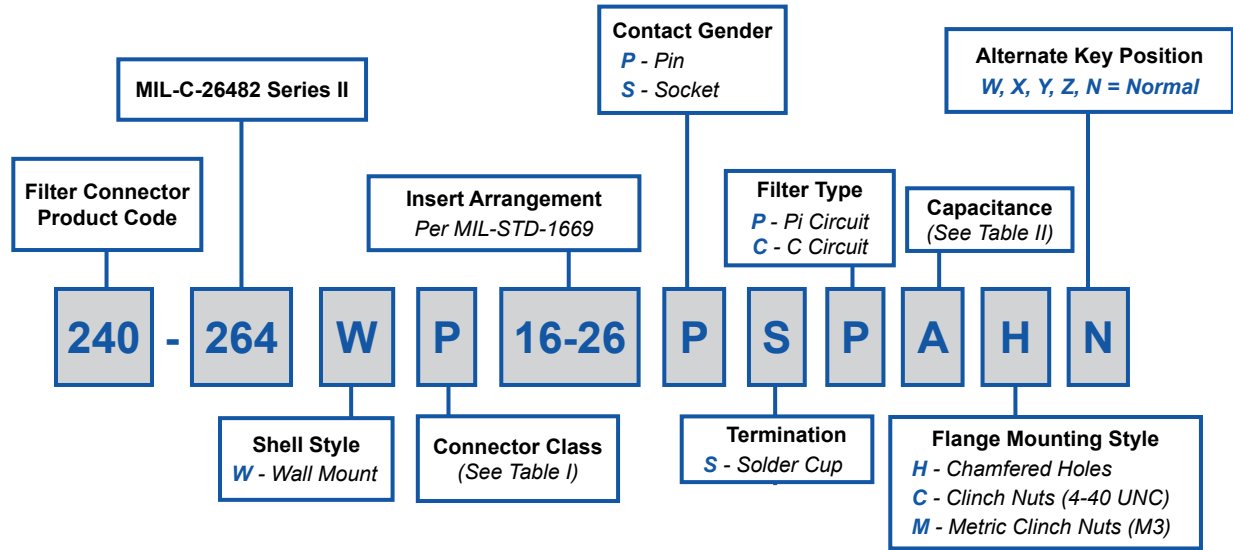 Contact Gender
P - Pin
S - Socket
Alternate Key Position
W, X, Y, Z, N = Normal
MIL-C-26482 Series II
Filter Connector
Product Code
Insert Arrangement
Per MIL-STD-1669
Filter Type
P - Pi Circuit
C - C Circuit
Capacitance
(See Table II)
240 - 264 W P 16-26 P S P A H N
Shell Style
W - Wall Mount
Connector Class
(See Table I)
Termination
S - Solder Cup
Flange Mounting Style
H - Chamfered Holes
C - Clinch Nuts (4-40 UNC)
M - Metric Clinch Nuts (M3)